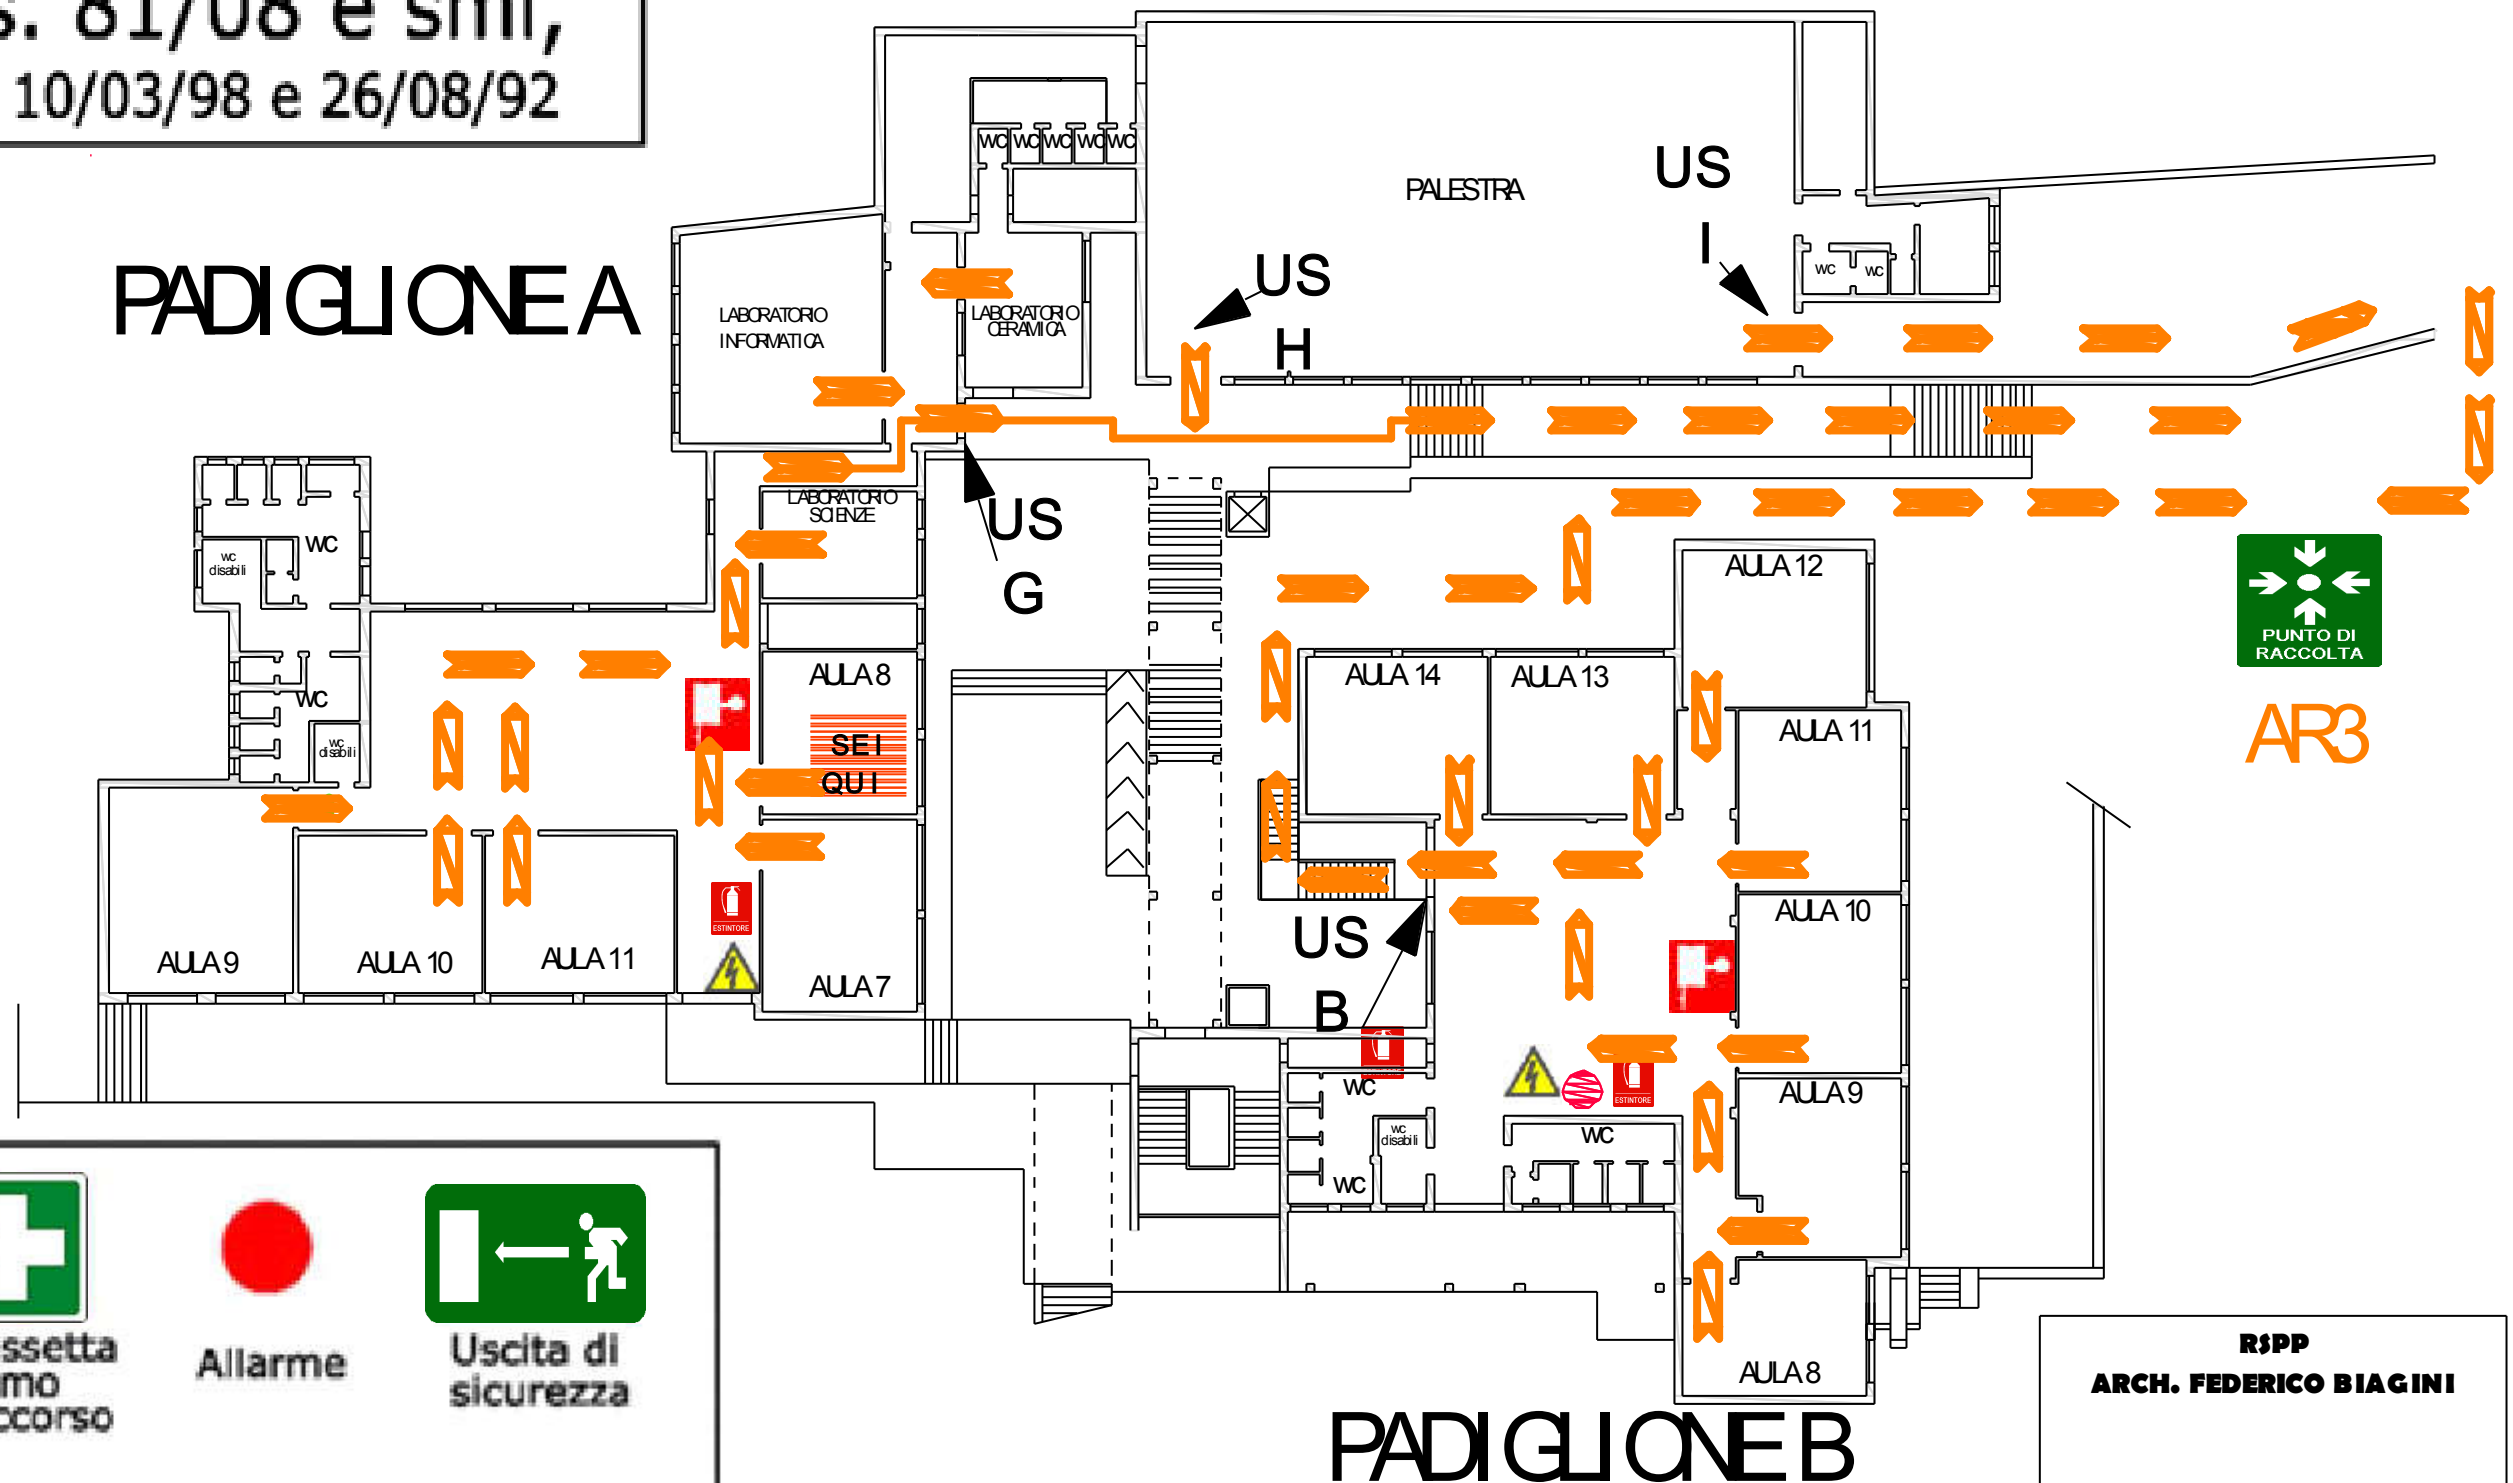 s. 81/08 e smi,
10/03/98 e 26/08/92
PADIGLIONE A
WC WC WC WC WC
PALESTRA
US
I
US
H
WC WC
LABORATORIO
INFORMATICA
LABORATORIO
CERAMICA
LABORATORIO
SCIENZE
US
G
WC
wc
disabili
WC
wc
disabili
AULA 8
SEI
QUI
AULA 9
AULA 10
AULA 11
AULA 7
ESTINTORE
AULA 12
AULA 14
AULA 13
AULA 11
AULA 10
AULA 9
AULA 8
US
B
WC
wc
disabili
WC
WC
ESTINTORE
PUNTO DI
RACCOLTA
AR3
ssetta
mo
ccorso
Allarme
Uscita di
sicurezza
PADIGLIONE B
RSPP
ARCH. FEDERICO BIAGINI